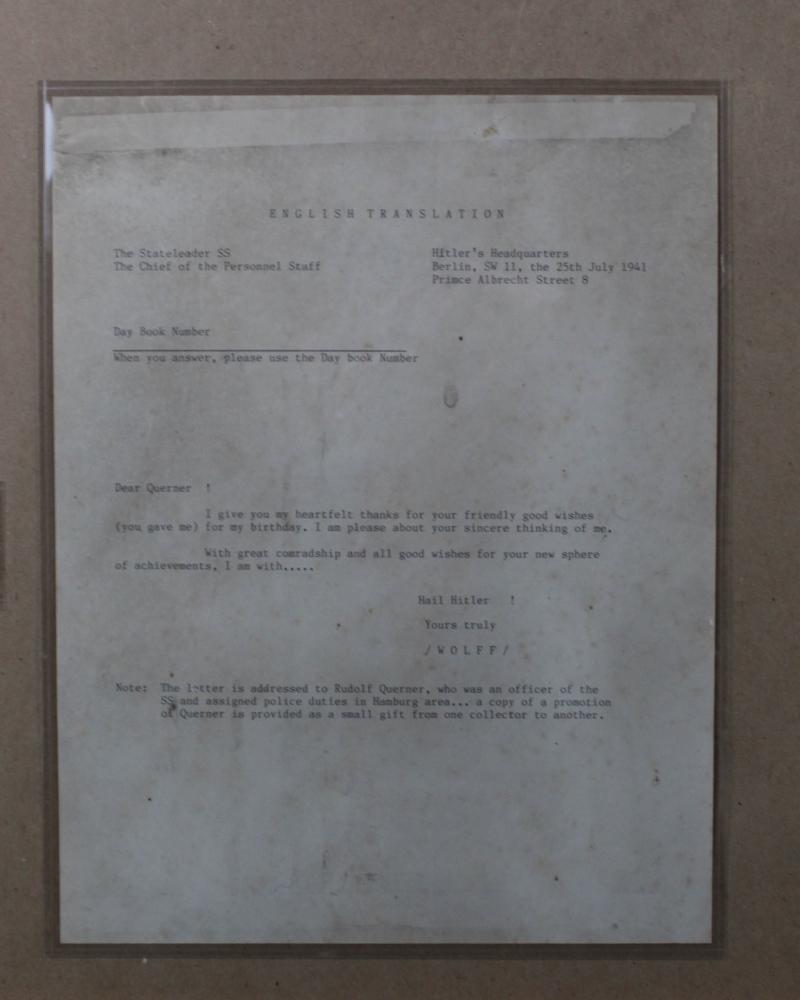 ENGLISH TRANSLATION
The Stateleader SS
The Chief of the Personnel Staff
Hitler's Headquarters
Berlin, SW 11, the 25th July 1941
Prince Albrecht Street 8
Day Book Number
When you answer, please use the Day book Number
Dear Querner !
I give you my heartfelt thanks for your friendly good wishes
(you gave me) for my birthday. I am please about your sincere thinking of me.
With great comradship and all good wishes for your new sphere
of achievements, I am with.....
Hail Hitler !
Yours truly
/WOLFF/
Note: The letter is addressed to Rudolf Querner, who was an officer of the
SS and assigned police duties in Hamburg area... a copy of a promotion
of Querner is provided as a small gift from one collector to another.